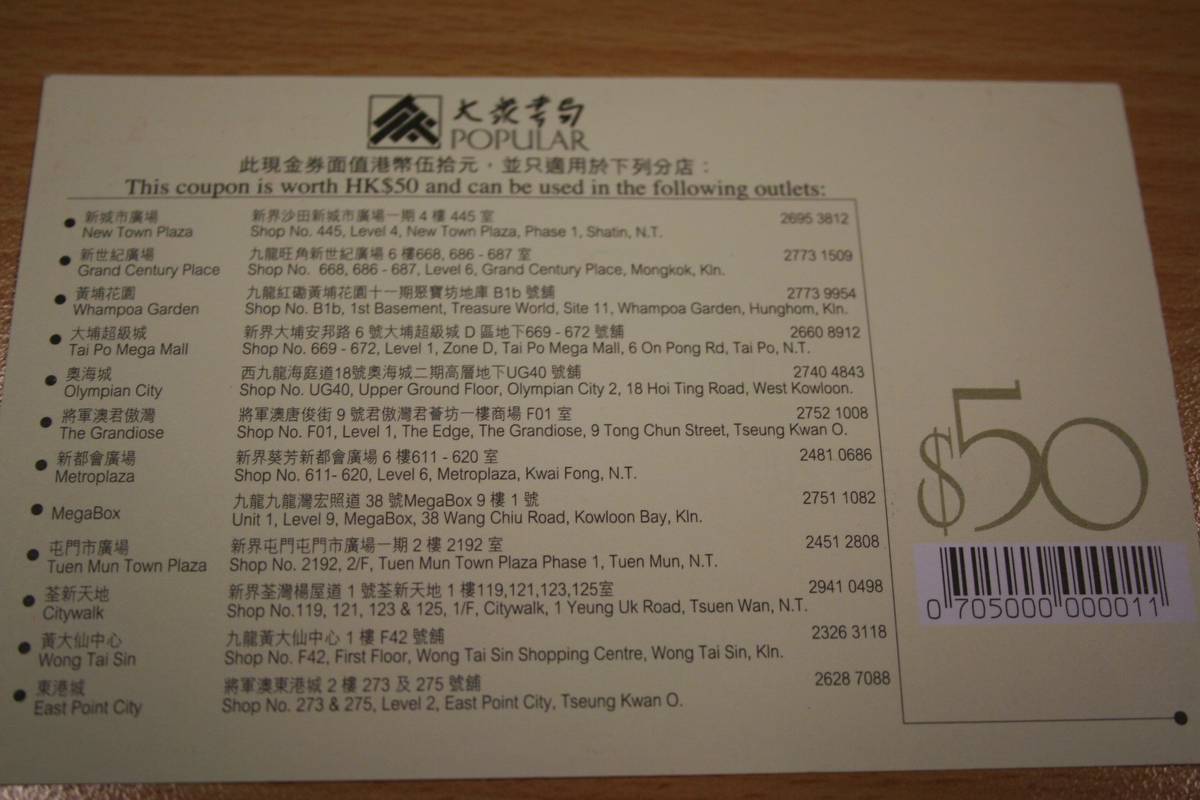 大衆書局
POPULAR
此現金券面值港幣伍拾元，並只適用於下列分店：
This coupon is worth HK$50 and can be used in the following outlets:
新城市廣場 新界沙田新城市廣場一期 4 樓 445 室 2695 3812
New Town Plaza Shop No. 445, Level 4, New Town Plaza, Phase 1, Shatin, N.T.
新世紀廣場 九龍旺角新世紀廣場 6 樓668, 686 - 687 室 2773 1509
Grand Century Place Shop No. 668, 686 - 687, Level 6, Grand Century Place, Mongkok, Kln.
黃埔花園 九龍紅磡黃埔花園十一期聚寶坊地庫 B1b 號舖 2773 9954
Whampoa Garden Shop No. B1b, 1st Basement, Treasure World, Site 11, Whampoa Garden, Hunghom, Kln.
大埔超級城 新界大埔安邦路 6 號大埔超級城 D 區地下669 - 672 號舖 2660 8912
Tai Po Mega Mall Shop No. 669 - 672, Level 1, Zone D, Tai Po Mega Mall, 6 On Pong Rd, Tai Po, N.T.
奧海城 西九龍海庭道18號奧海城二期高層地下UG40 號舖 2740 4843
Olympian City Shop No. UG40, Upper Ground Floor, Olympian City 2, 18 Hoi Ting Road, West Kowloon.
將軍澳君傲灣 將軍澳唐俊街 9 號君傲灣君薈坊一樓商場 F01 室 2752 1008
The Grandiose Shop No. F01, Level 1, The Edge, The Grandiose, 9 Tong Chun Street, Tseung Kwan O.
新都會廣場 新界葵芳新都會廣場 6 樓611 - 620 室 2481 0686
Metroplaza Shop No. 611- 620, Level 6, Metroplaza, Kwai Fong, N.T.
九龍九龍灣宏照道 38 號MegaBox 9 樓 1 號 2751 1082
MegaBox Unit 1, Level 9, MegaBox, 38 Wang Chiu Road, Kowloon Bay, Kln.
屯門市廣場 新界屯門屯門市廣場一期 2 樓 2192 室 2451 2808
Tuen Mun Town Plaza Shop No. 2192, 2/F, Tuen Mun Town Plaza Phase 1, Tuen Mun, N.T.
荃新天地 新界荃灣楊屋道 1 號荃新天地 1 樓119,121,123,125室 2941 0498
Citywalk Shop No.119, 121, 123 & 125, 1/F, Citywalk, 1 Yeung Uk Road, Tsuen Wan, N.T.
黃大仙中心 九龍黃大仙中心 1 樓 F42 號舖 2326 3118
Wong Tai Sin Shop No. F42, First Floor, Wong Tai Sin Shopping Centre, Wong Tai Sin, Kln.
東港城 將軍澳東港城 2 樓 273 及 275 號舖 2628 7088
East Point City Shop No. 273 & 275, Level 2, East Point City, Tseung Kwan O.
$50
0 705000 000011